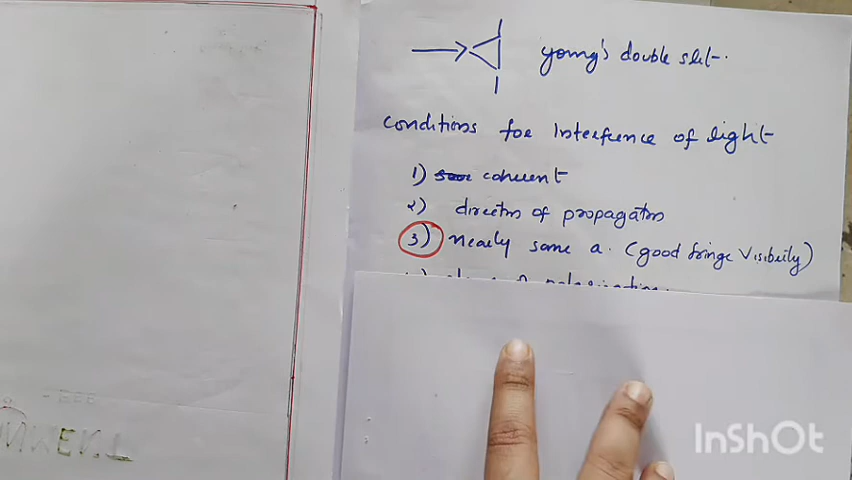 young's double slit.
conditions for Interference of light
1) coherent
2) direction of propagation
3) nearly same a. (good fringe visibility)
InShOt